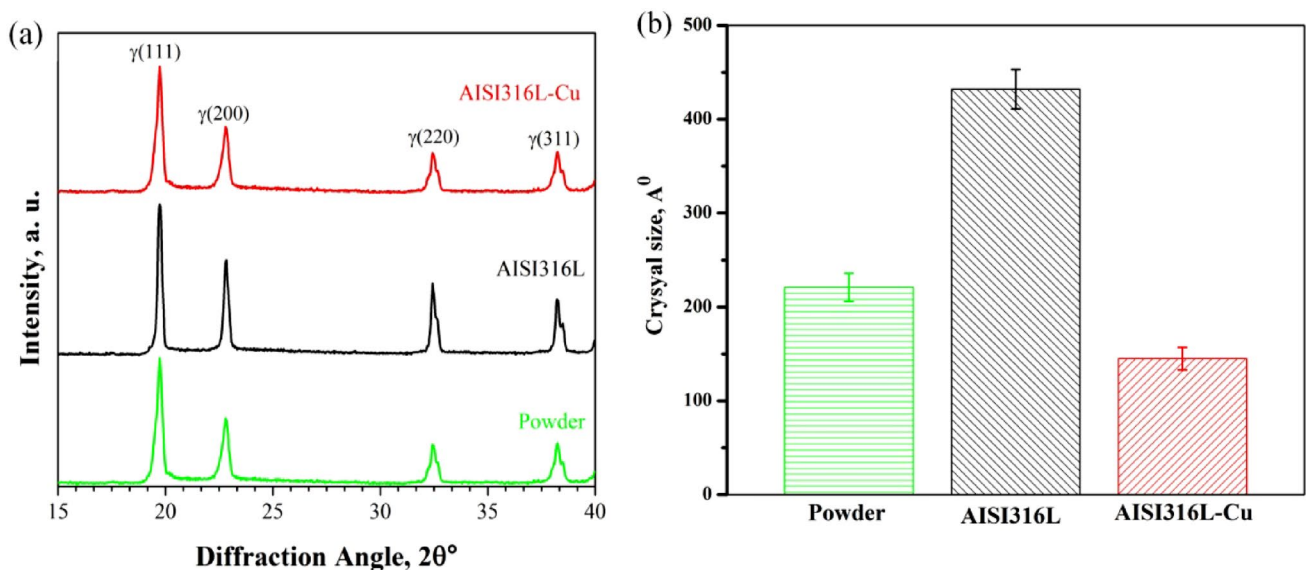 (a)
γ(111)
AISI316L-Cu
γ(200)
γ(220)
γ(311)
AISI316L
Powder
Intensity, a. u.
15 20 25 30 35 40
Diffraction Angle, 2θ°
(b)
500
400
300
200
100
0
Crysyal size, A⁰
Powder AISI316L AISI316L-Cu